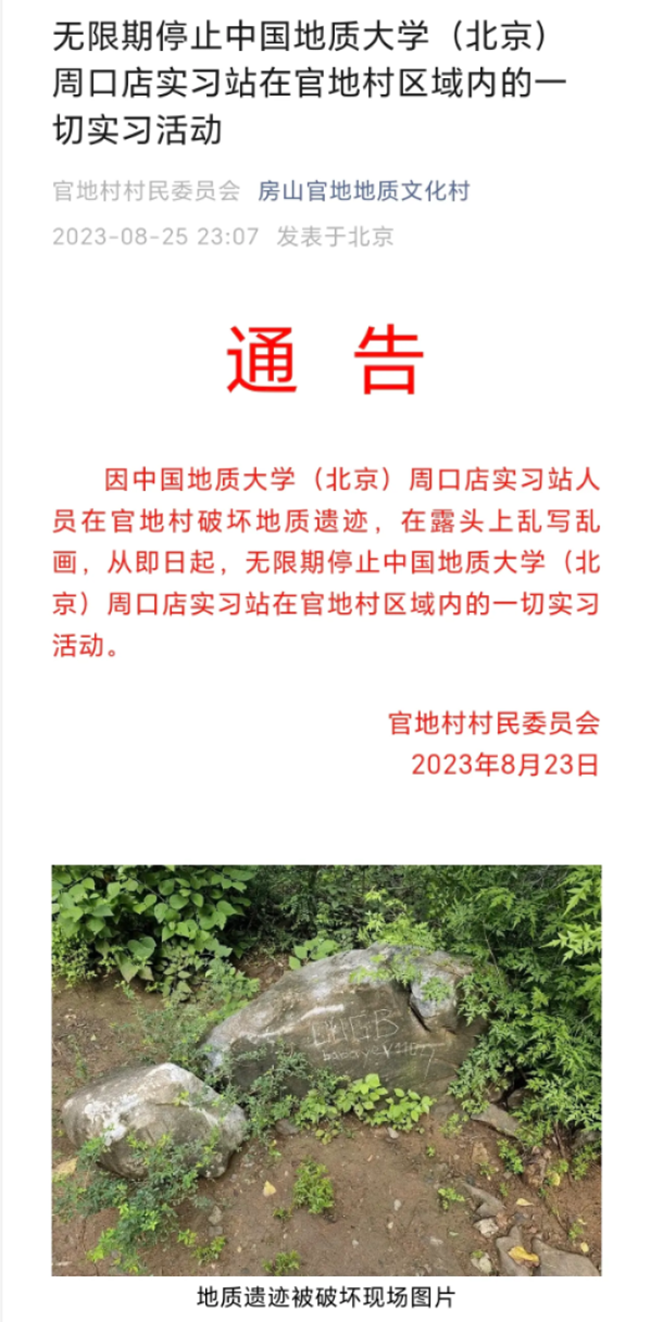 无限期停止中国地质大学（北京）
周口店实习站在官地村区域内的一
切实习活动
官地村村民委员会 房山官地地质文化村
2023-08-25 23:07 发表于北京
通 告
因中国地质大学（北京）周口店实习站人
员在官地村破坏地质遗迹，在露头上乱写乱
画，从即日起，无限期停止中国地质大学（北
京）周口店实习站在官地村区域内的一切实习
活动。
官地村村民委员会
2023年8月23日
地质遗迹被破坏现场图片